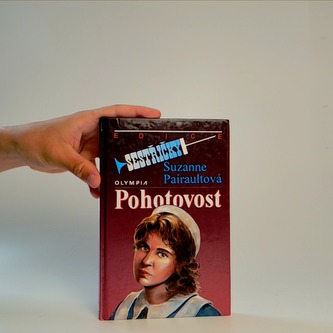 EDICE
SESTŘIČKY
Suzanne
Pairaultová
OLYMPIA
Pohotovost